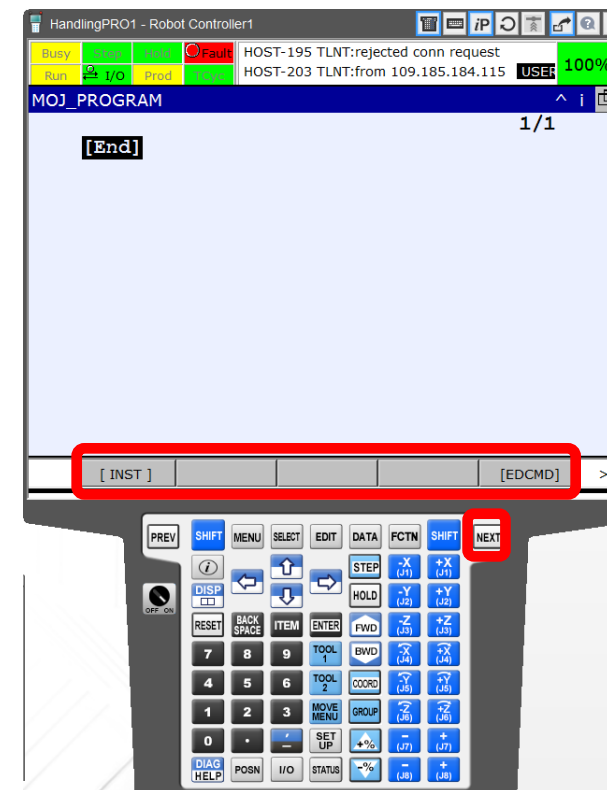 HandlingPRO1 - Robot Controller1
iP
Busy Step Hold Fault HOST-195 TLNT:rejected conn request
Run I/O Prod TCyc HOST-203 TLNT:from 109.185.184.115 USER 100%
MOJ_PROGRAM ^ i
1/1
[End]
[ INST ] [EDCMD] >
PREV SHIFT MENU SELECT EDIT DATA FCTN SHIFT NEXT
i STEP -X (J1) +X (J1)
DISP HOLD -Y (J2) +Y (J2)
OFF ON
RESET BACK SPACE ITEM ENTER FWD -Z (J3) +Z (J3)
7 8 9 TOOL 1 BWD -X (J4) +X (J4)
4 5 6 TOOL 2 COORD -Y (J5) +Y (J5)
1 2 3 MOVE MENU GROUP -Z (J6) +Z (J6)
0 . , - SET UP +% - (J7) + (J7)
DIAG HELP POSN I/O STATUS -% - (J8) + (J8)